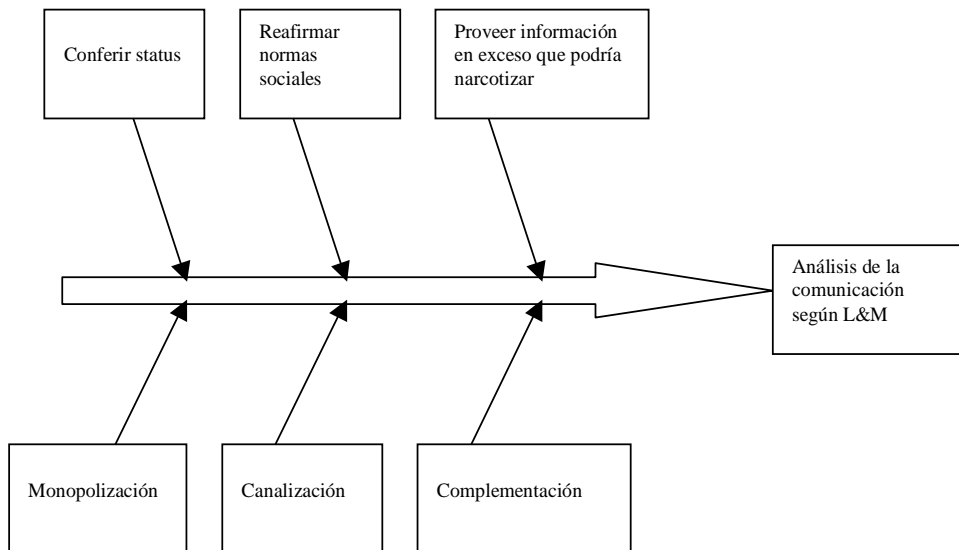 Conferir status
Reafirmar
normas
sociales
Proveer información
en exceso que podría
narcotizar
Análisis de la
comunicación
según L&M
Monopolización
Canalización
Complementación